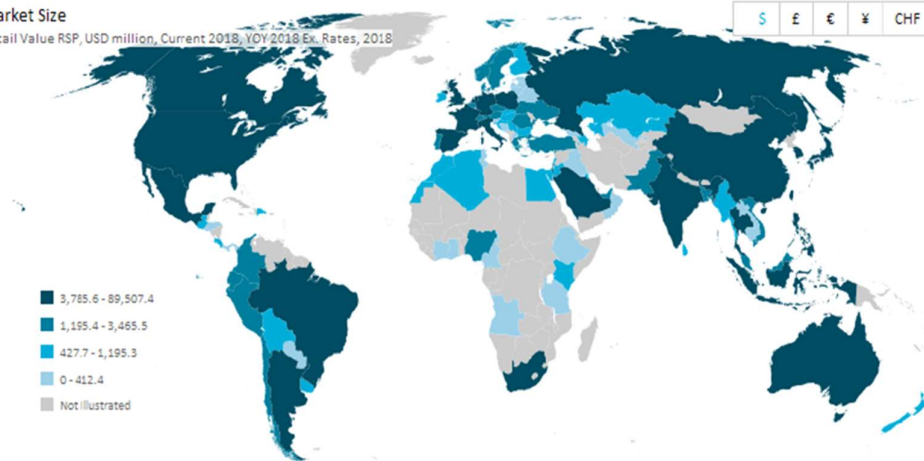 arket Size
tail Value RSP, USD million, Current 2018, YOY 2018 Ex. Rates, 2018
$ £ € ¥ CHF
3,785.6 - 89,507.4
1,195.4 - 3,465.5
427.7 - 1,195.3
0 - 412.4
Not Illustrated